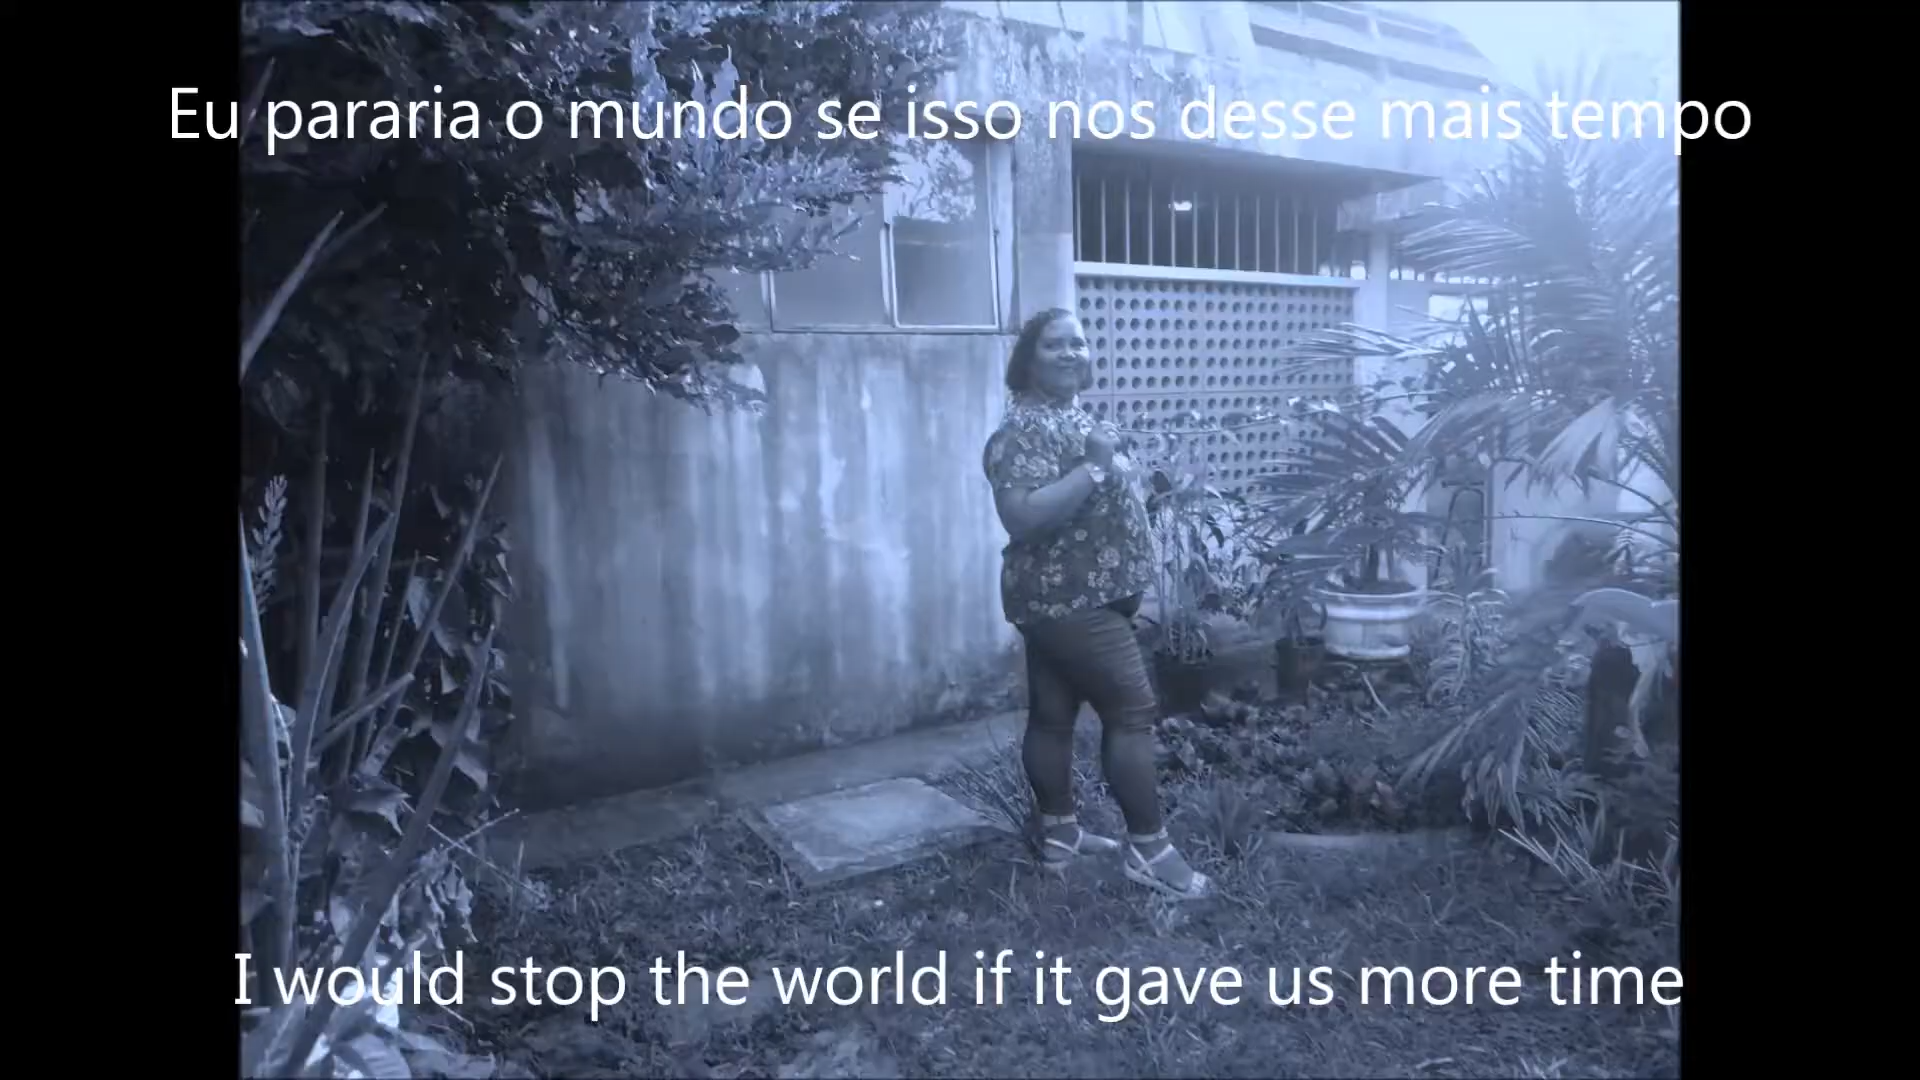 Eu pararia o mundo se isso nos desse mais tempo
I would stop the world if it gave us more time